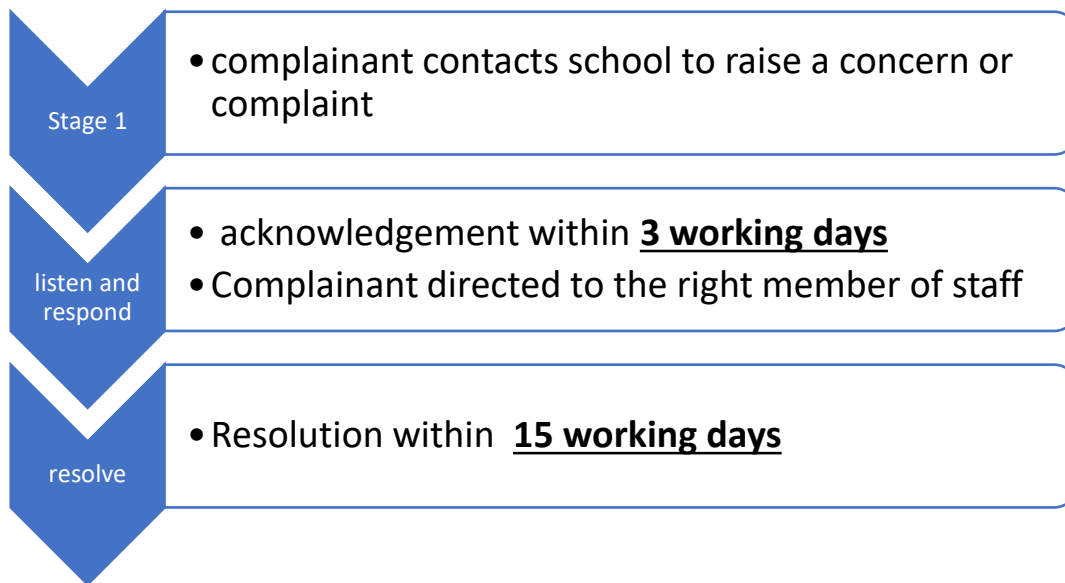 Stage 1
• complainant contacts school to raise a concern or
complaint
listen and
respond
• acknowledgement within 3 working days
• Complainant directed to the right member of staff
resolve
• Resolution within 15 working days